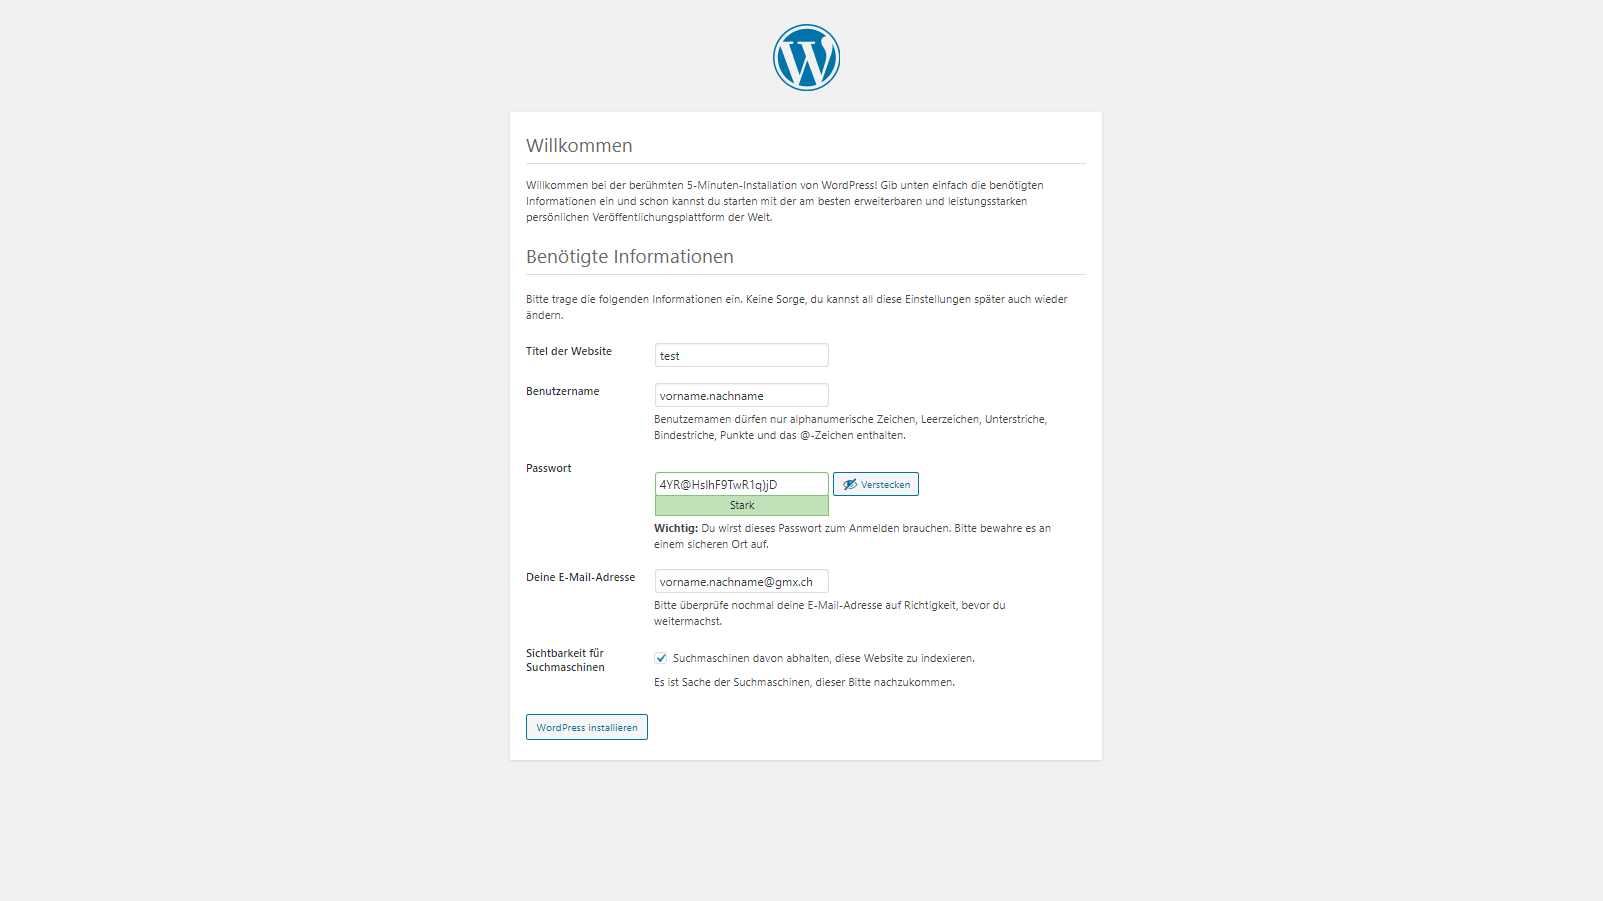 Willkommen
Willkommen bei der berühmten 5-Minuten-Installation von WordPress! Gib unten einfach die benötigten
Informationen ein und schon kannst du starten mit der am besten erweiterbaren und leistungsstarken
persönlichen Veröffentlichungsplattform der Welt.
Benötigte Informationen
Bitte trage die folgenden Informationen ein. Keine Sorge, du kannst all diese Einstellungen später auch wieder
ändern.
Titel der Website
test
Benutzername
vorname.nachname
Benutzernamen dürfen nur alphanumerische Zeichen, Leerzeichen, Unterstriche,
Bindestriche, Punkte und das @-Zeichen enthalten.
Passwort
4YR@HslhF9TwR1q)jD
Verstecken
Stark
Wichtig: Du wirst dieses Passwort zum Anmelden brauchen. Bitte bewahre es an
einem sicheren Ort auf.
Deine E-Mail-Adresse
vorname.nachname@gmx.ch
Bitte überprüfe nochmal deine E-Mail-Adresse auf Richtigkeit, bevor du
weitermachst.
Sichtbarkeit für
Suchmaschinen
Suchmaschinen davon abhalten, diese Website zu indexieren.
Es ist Sache der Suchmaschinen, dieser Bitte nachzukommen.
WordPress installieren